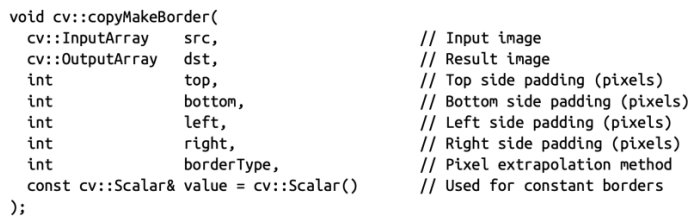 void cv::copyMakeBorder(
  cv::InputArray    src,                    // Input image
  cv::OutputArray   dst,                    // Result image
  int               top,                    // Top side padding (pixels)
  int               bottom,                 // Bottom side padding (pixels)
  int               left,                   // Left side padding (pixels)
  int               right,                  // Right side padding (pixels)
  int               borderType,             // Pixel extrapolation method
  const cv::Scalar& value = cv::Scalar()    // Used for constant borders
);